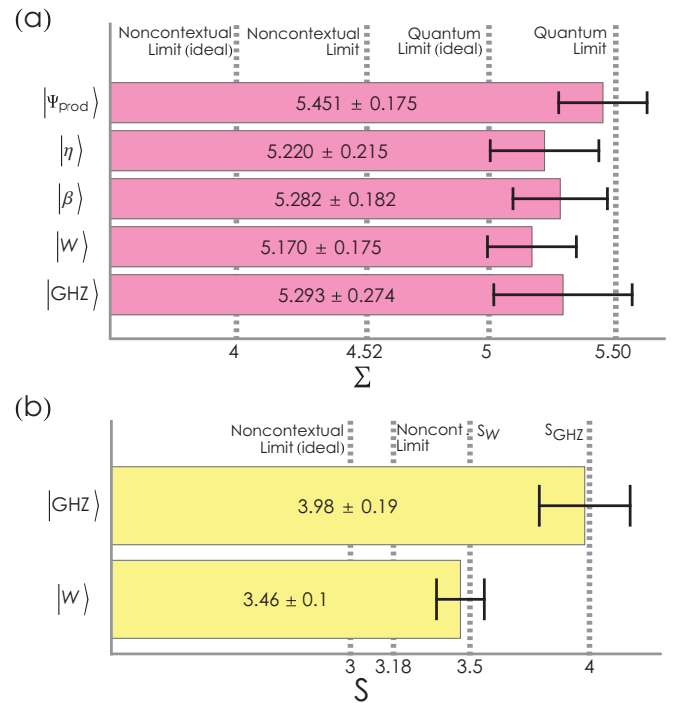 (a)
Noncontextual
Limit (ideal)
Noncontextual
Limit
Quantum
Limit (ideal)
Quantum
Limit
|Ψprod⟩
5.451 ± 0.175
|η⟩
5.220 ± 0.215
|β⟩
5.282 ± 0.182
|W⟩
5.170 ± 0.175
|GHZ⟩
5.293 ± 0.274
4 4.52 5 5.50
Σ
(b)
Noncontextual
Limit (ideal)
Noncont.
Limit
SW
SGHZ
|GHZ⟩
3.98 ± 0.19
|W⟩
3.46 ± 0.1
3 3.18 3.5 4
S